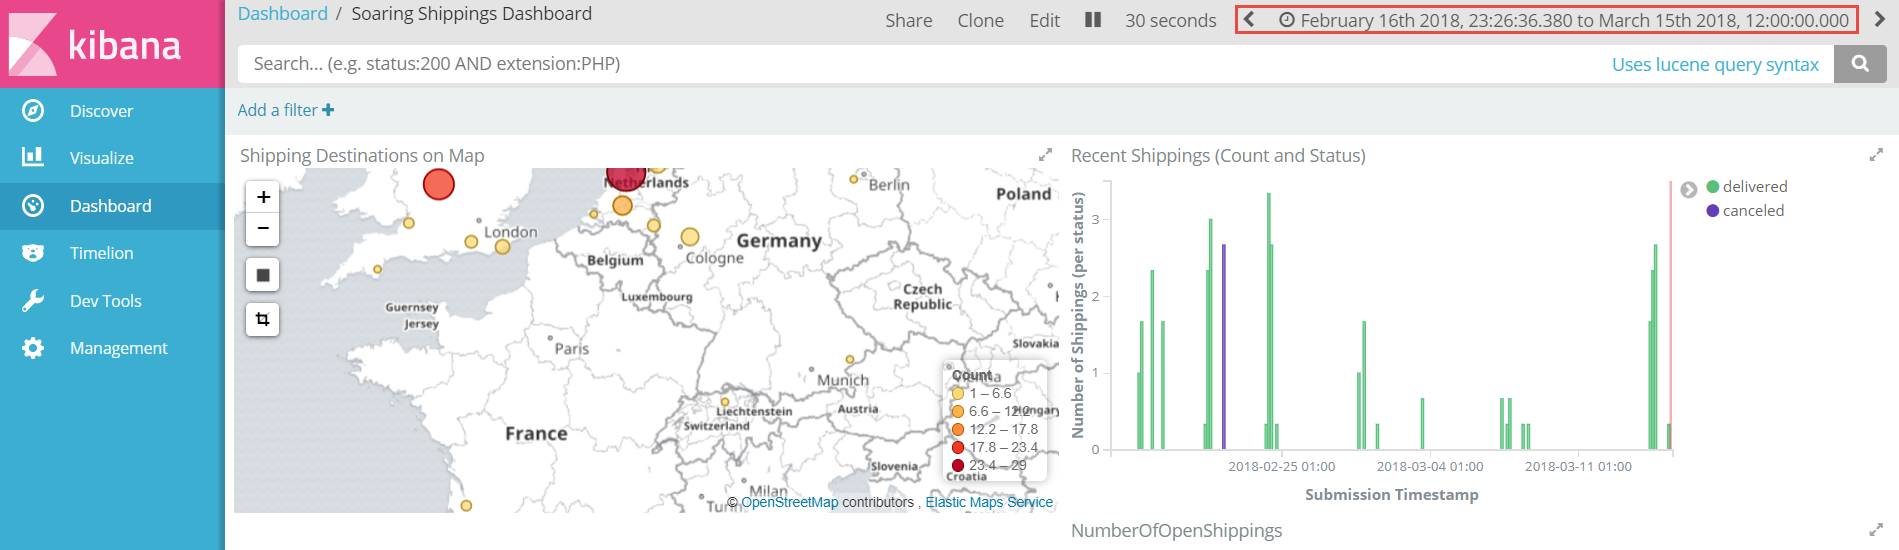 kibana
Discover
Visualize
Dashboard
Timelion
Dev Tools
Management
Dashboard / Soaring Shippings Dashboard
Share Clone Edit 30 seconds February 16th 2018, 23:26:36.380 to March 15th 2018, 12:00:00.000
Search... (e.g. status:200 AND extension:PHP) Uses lucene query syntax
Add a filter +
Shipping Destinations on Map
+
−
Netherlands
Berlin
Poland
London
Germany
Cologne
Belgium
Czech
Republic
Luxembourg
Guernsey
Jersey
Paris
Slovakia
Munich
Austria
Liechtenstein
Switzerland
France
Slovenia
Croatia
Milan
Count
1 – 6.6
6.6 – 12.2
12.2 – 17.8
17.8 – 23.4
23.4 – 29
© OpenStreetMap contributors , Elastic Maps Service
Recent Shippings (Count and Status)
delivered
canceled
Number of Shippings (per status)
3
2
1
0
2018-02-25 01:00 2018-03-04 01:00 2018-03-11 01:00
Submission Timestamp
NumberOfOpenShippings